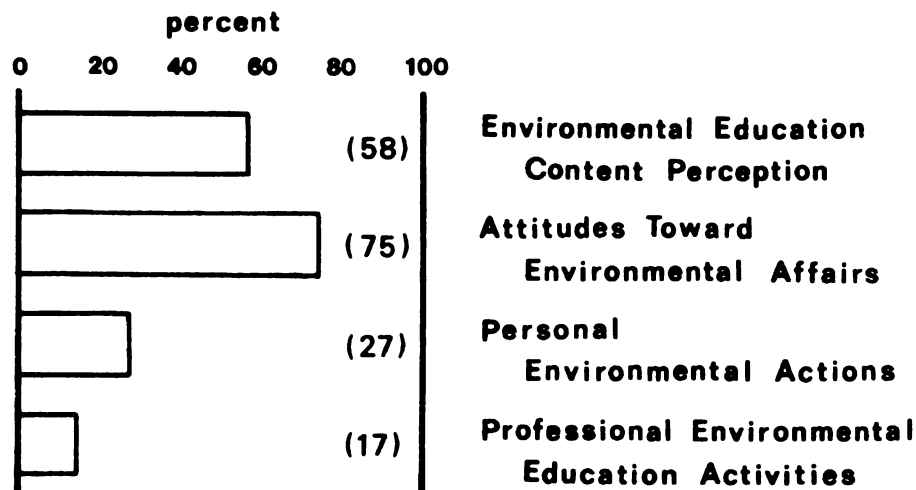 percent
0 20 40 60 80 100
(58) Environmental Education
Content Perception
(75) Attitudes Toward
Environmental Affairs
(27) Personal
Environmental Actions
(17) Professional Environmental
Education Activities